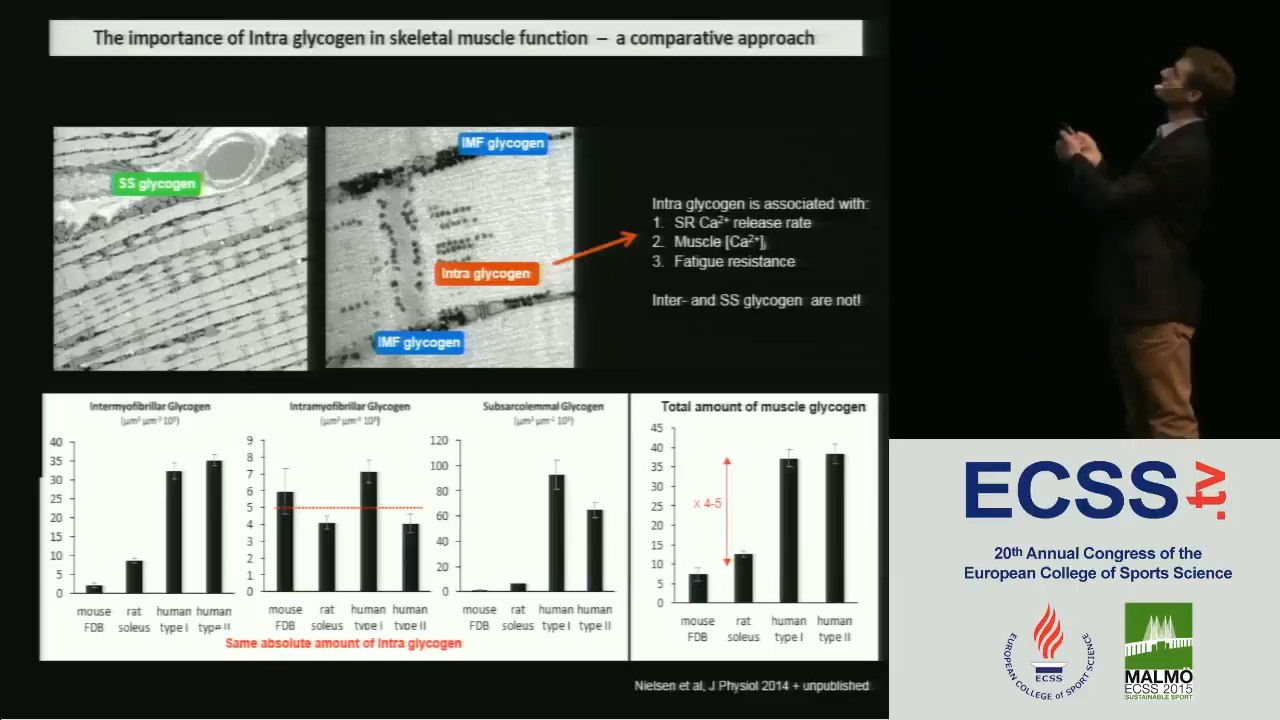 The importance of Intra glycogen in skeletal muscle function – a comparative approach
SS glycogen
IMF glycogen
Intra glycogen
IMF glycogen
Intra glycogen is associated with:
1. SR Ca²⁺ release rate
2. Muscle [Ca²⁺]ᵢ
3. Fatigue resistance
Inter- and SS glycogen are not!
Intermyofibrillar Glycogen
40
35
30
25
20
15
10
5
0
mouse FDB
rat soleus
human type I
human type II
Intramyofibrillar Glycogen
9
8
7
6
5
4
3
2
1
0
mouse FDB
rat soleus
human type I
human type II
Subsarcolemmal Glycogen
120
100
80
60
40
20
0
mouse FDB
rat soleus
human type I
human type II
Same absolute amount of intra glycogen
Total amount of muscle glycogen
45
40
35
30
25
20
15
10
5
0
x 4-5
mouse FDB
rat soleus
human type I
human type II
Nielsen et al, J Physiol 2014 + unpublished
ECSS.tv
20th Annual Congress of the
European College of Sports Science
EUROPEAN COLLEGE OF SPORT SCIENCE
ECSS
MALMÖ
ECSS 2015
SUSTAINABLE SPORT